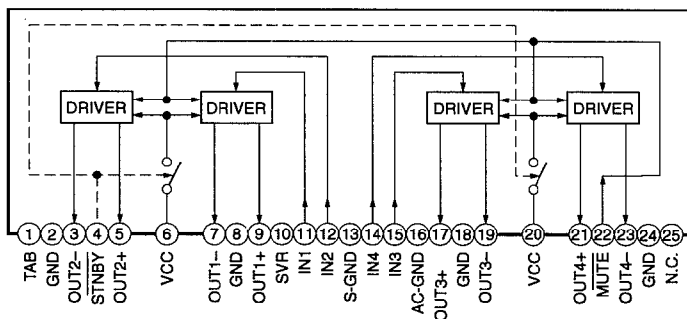 DRIVER
DRIVER
DRIVER
DRIVER
1 2 3 4 5 6 7 8 9 10 11 12 13 14 15 16 17 18 19 20 21 22 23 24 25
TAB
GND
OUT2−
STNBY
OUT2+
VCC
OUT1−
GND
OUT1+
SVR
IN1
IN2
S-GND
IN4
IN3
AC-GND
OUT3+
GND
OUT3−
VCC
OUT4+
MUTE
OUT4−
GND
N.C.